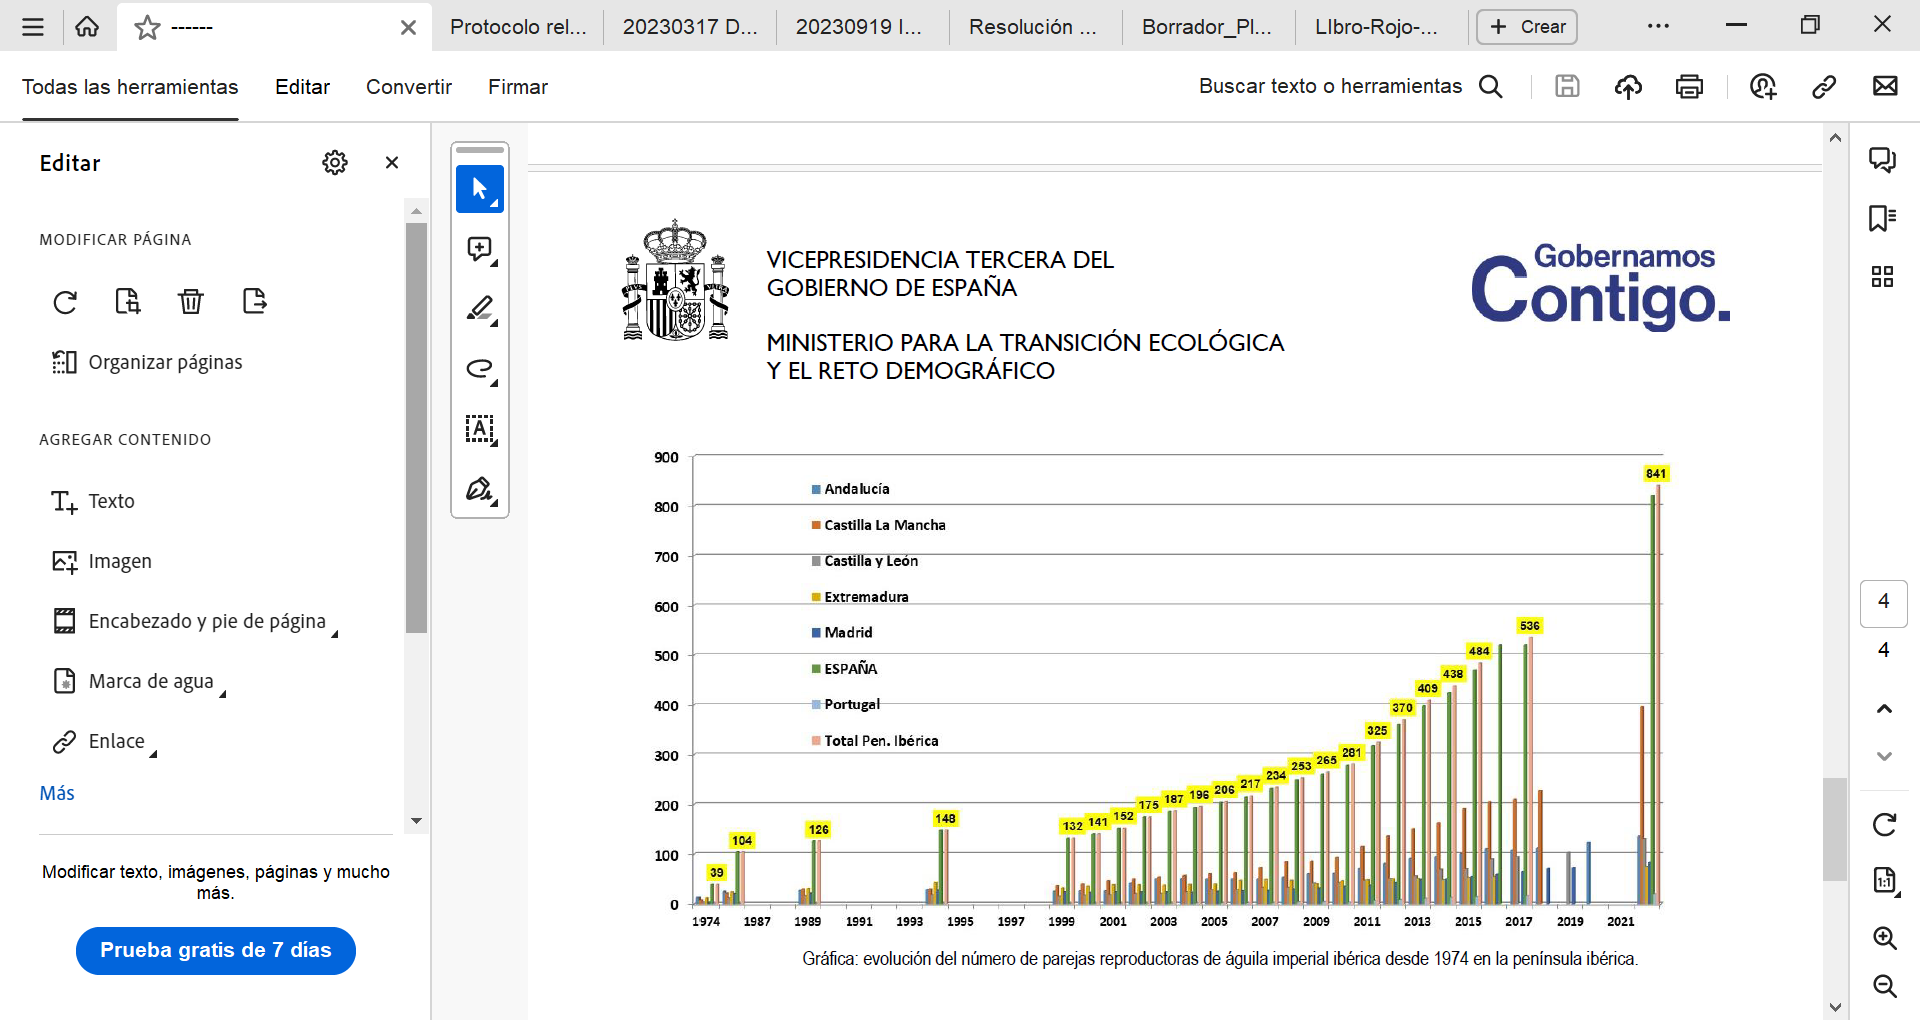 ------
Protocolo rel...
20230317 D...
20230919 I...
Resolución ...
Borrador_Pl...
LIbro-Rojo-...
Crear
Todas las herramientas
Editar
Convertir
Firmar
Buscar texto o herramientas
Editar
MODIFICAR PÁGINA
Organizar páginas
AGREGAR CONTENIDO
Texto
Imagen
Encabezado y pie de página
Marca de agua
Enlace
Más
Modificar texto, imágenes, páginas y mucho
más.
Prueba gratis de 7 días
VICEPRESIDENCIA TERCERA DEL
GOBIERNO DE ESPAÑA
MINISTERIO PARA LA TRANSICIÓN ECOLÓGICA
Y EL RETO DEMOGRÁFICO
Gobernamos
Contigo.
900
800
700
600
500
400
300
200
100
0
Andalucía
Castilla La Mancha
Castilla y León
Extremadura
Madrid
ESPAÑA
Portugal
Total Pen. Ibérica
39
104
126
148
132
141
152
175
187
196
206
217
234
253
265
281
325
370
409
438
484
536
841
1974 1987 1989 1991 1993 1995 1997 1999 2001 2003 2005 2007 2009 2011 2013 2015 2017 2019 2021
Gráfica: evolución del número de parejas reproductoras de águila imperial ibérica desde 1974 en la península ibérica.
4
4
1:1